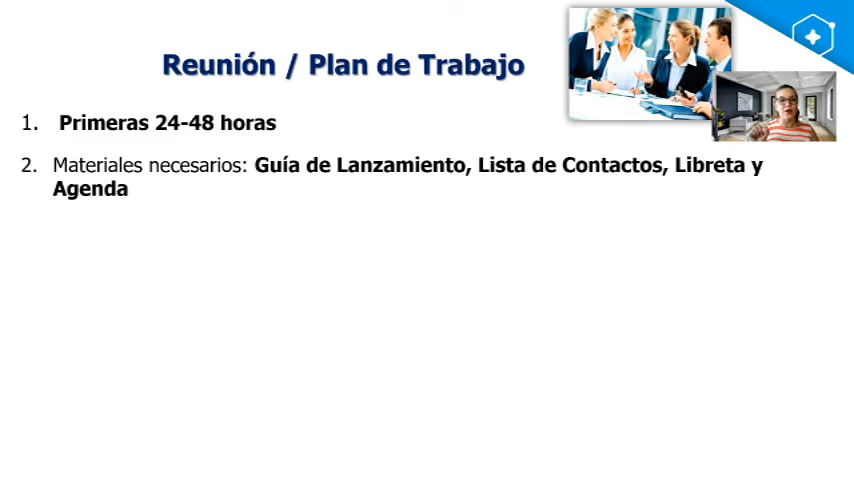 Reunión / Plan de Trabajo
1. Primeras 24-48 horas
2. Materiales necesarios: Guía de Lanzamiento, Lista de Contactos, Libreta y
Agenda